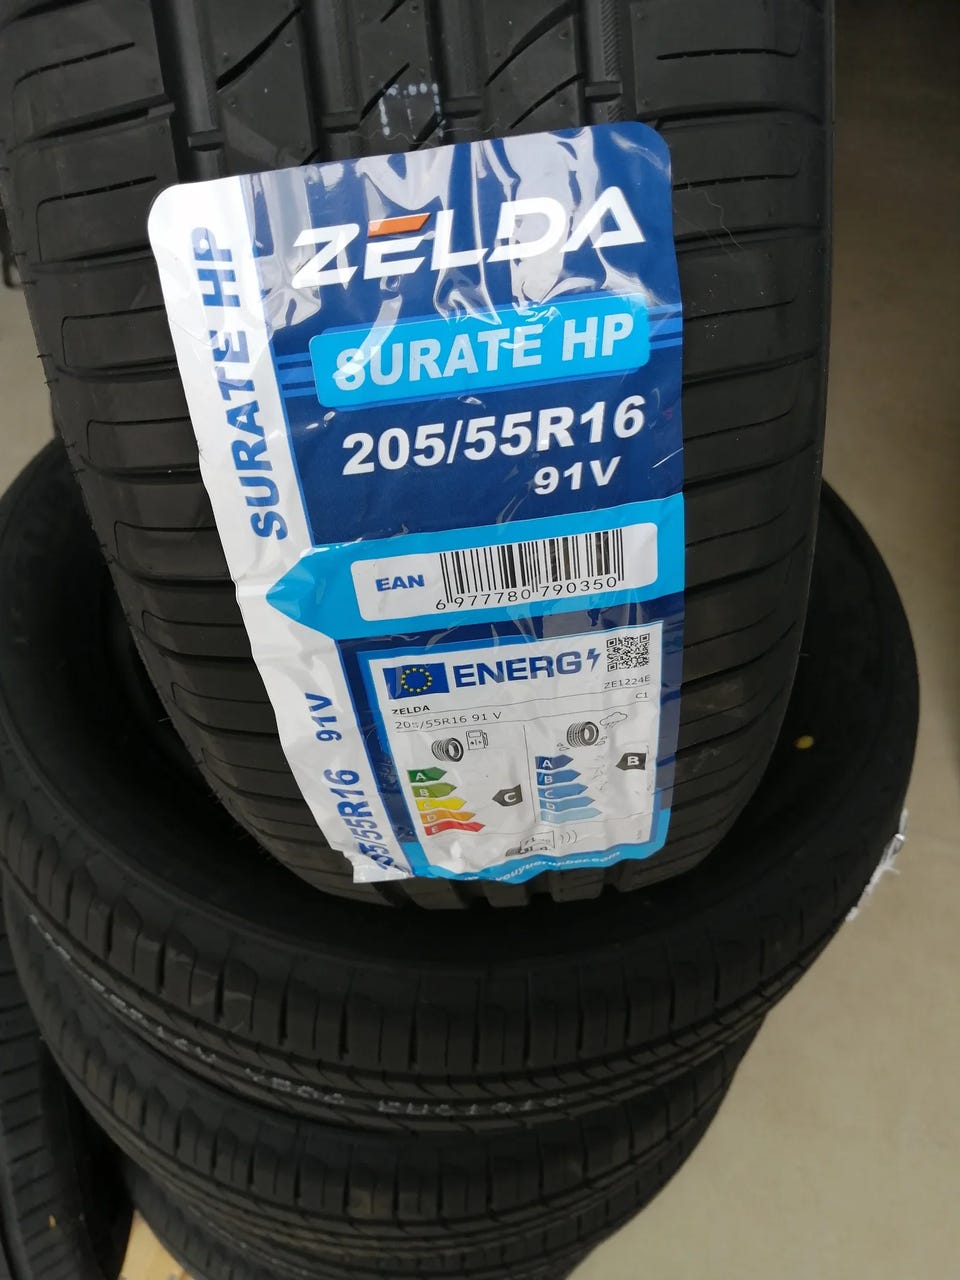 ZELDA
SURATE HP
SURATE HP
205/55R16
91V
EAN
6 977780 790350
ENERG
ZE1224E
ZELDA
C1
205/55R16 91 V
A
B
C
D
E
C
A
B
C
D
E
B
91V